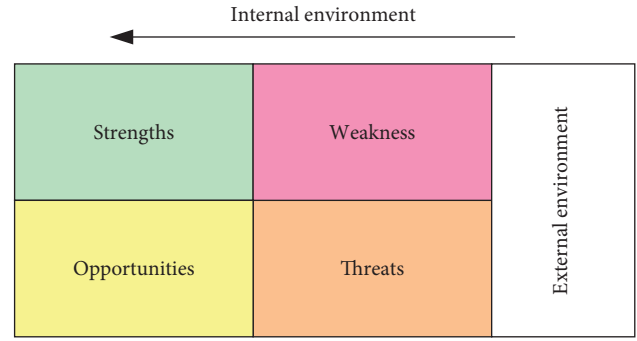 Internal environment
Strengths
Weakness
Opportunities
Threats
External environment